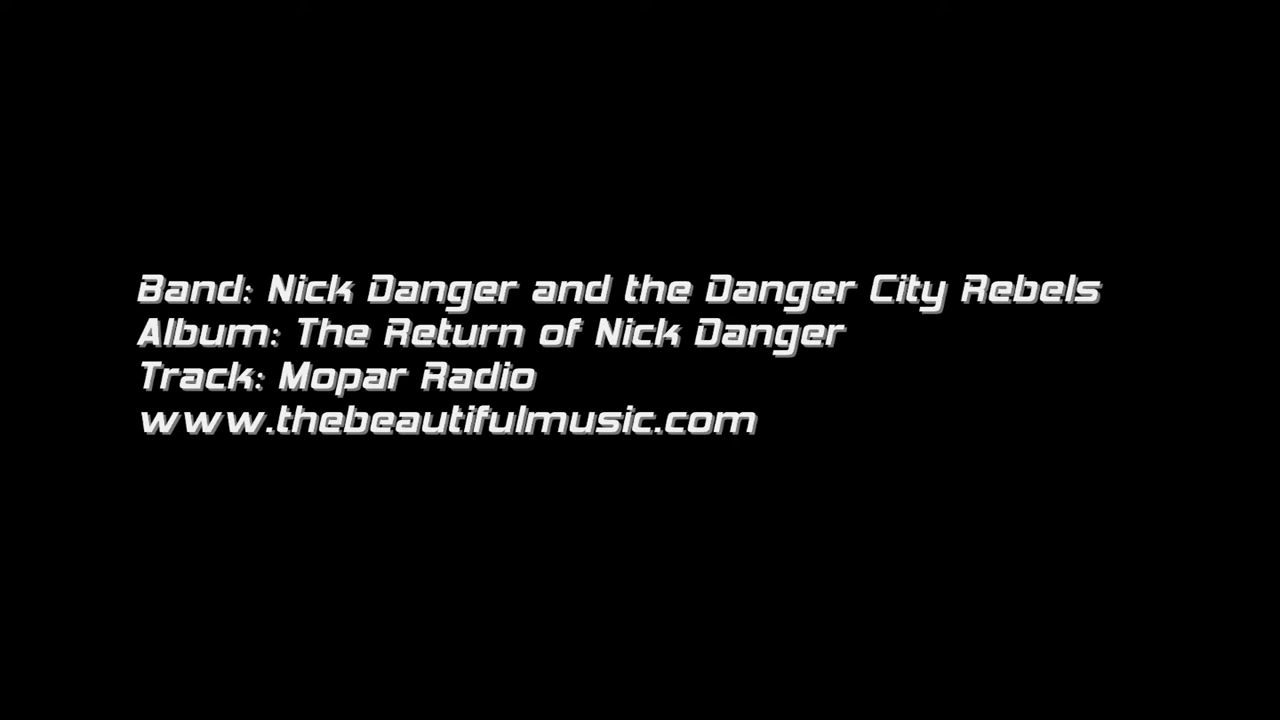 Band: Nick Danger and the Danger City Rebels
Album: The Return of Nick Danger
Track: Mopar Radio
www.thebeautifulmusic.com